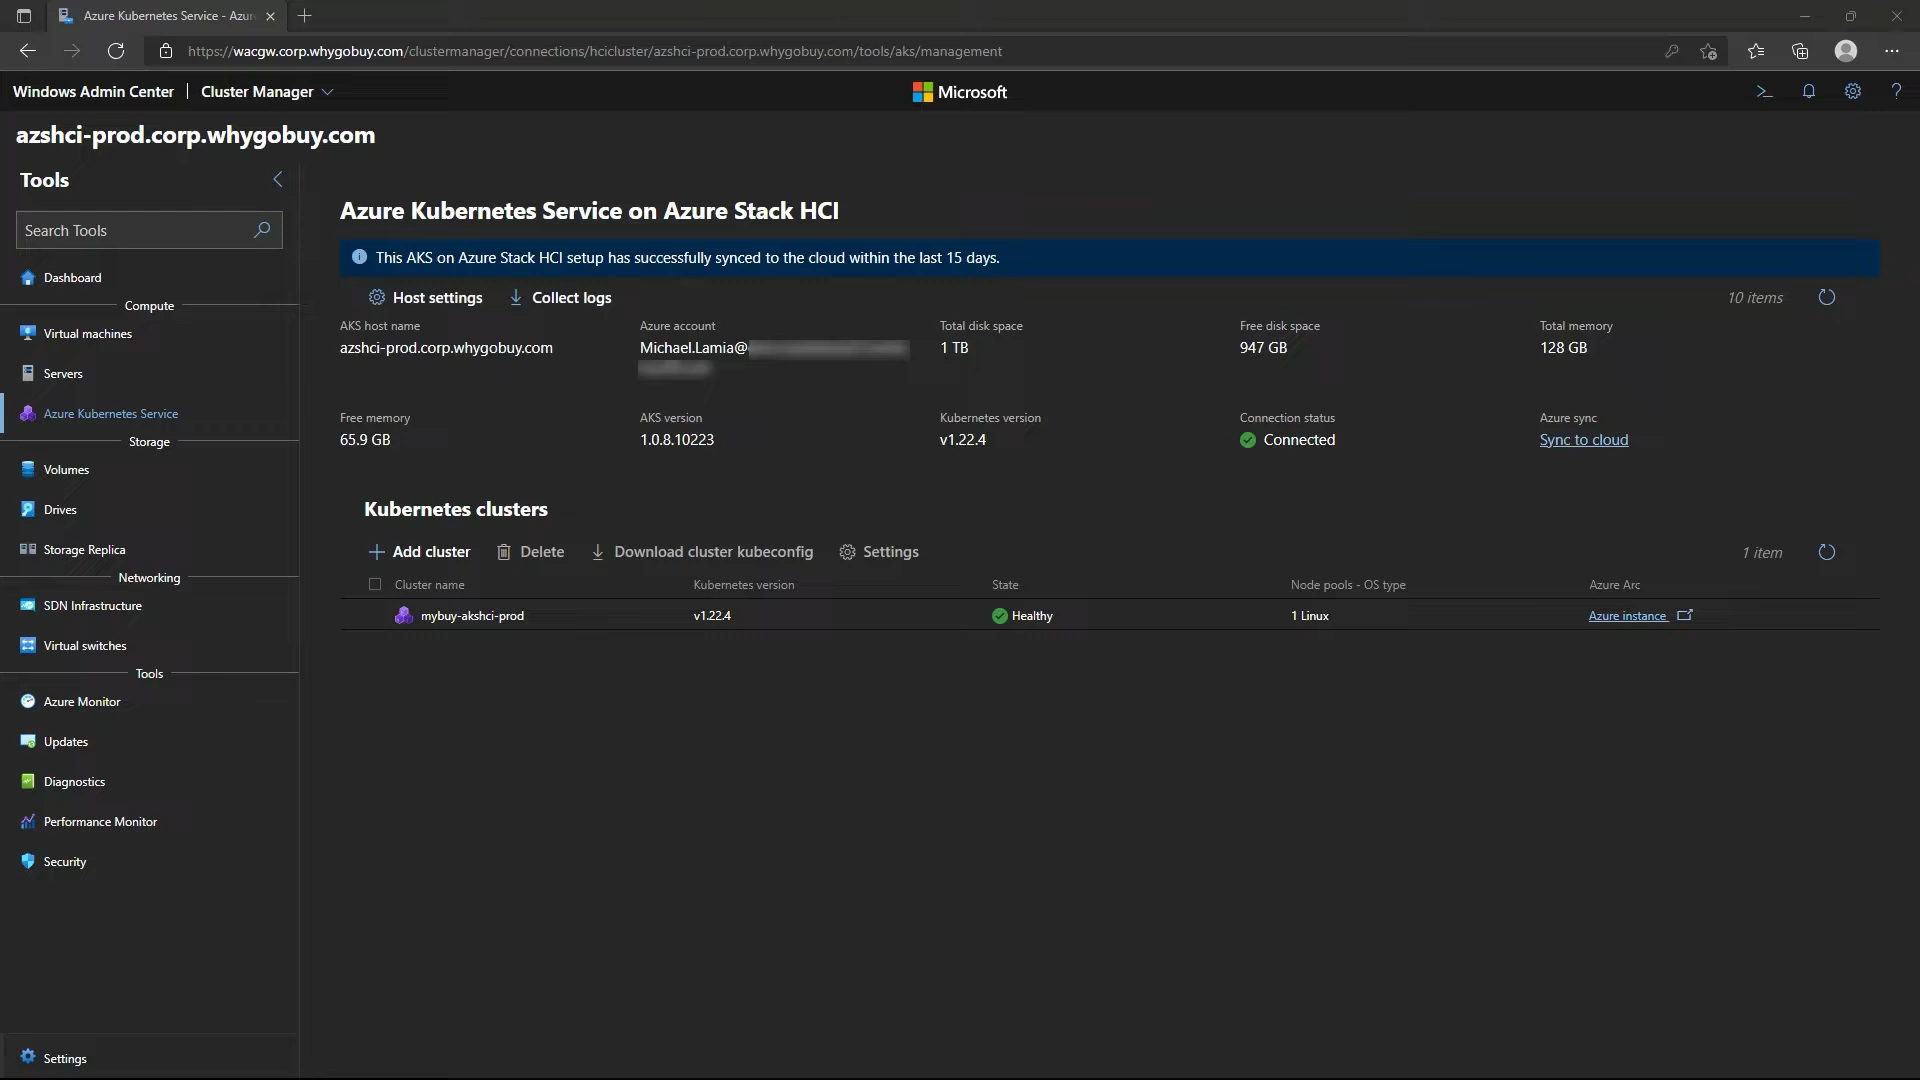 Azure Kubernetes Service - Azur
https://wacgw.corp.whygobuy.com/clustermanager/connections/hcicluster/azshci-prod.corp.whygobuy.com/tools/aks/management
Windows Admin Center | Cluster Manager
Microsoft
>_ ?
azshci-prod.corp.whygobuy.com
Tools
Search Tools
Dashboard
Compute
Virtual machines
Servers
Azure Kubernetes Service
Storage
Volumes
Drives
Storage Replica
Networking
SDN Infrastructure
Virtual switches
Tools
Azure Monitor
Updates
Diagnostics
Performance Monitor
Security
Settings
Azure Kubernetes Service on Azure Stack HCI
This AKS on Azure Stack HCI setup has successfully synced to the cloud within the last 15 days.
Host settings Collect logs 10 items
AKS host name Azure account Total disk space Free disk space Total memory
azshci-prod.corp.whygobuy.com Michael.Lamia@ 1 TB 947 GB 128 GB
Free memory AKS version Kubernetes version Connection status Azure sync
65.9 GB 1.0.8.10223 v1.22.4 Connected Sync to cloud
Kubernetes clusters
Add cluster Delete Download cluster kubeconfig Settings 1 item
Cluster name Kubernetes version State Node pools - OS type Azure Arc
mybuy-akshci-prod v1.22.4 Healthy 1 Linux Azure instance